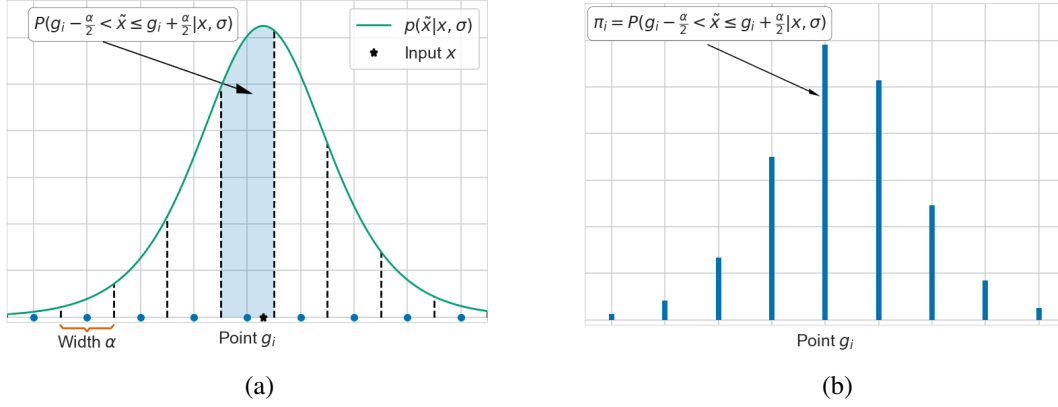 P(g_i − α/2 < x̃ ≤ g_i + α/2 | x, σ)
p(x̃|x, σ)
Input x
Width α
Point g_i
(a)
π_i = P(g_i − α/2 < x̃ ≤ g_i + α/2 | x, σ)
Point g_i
(b)